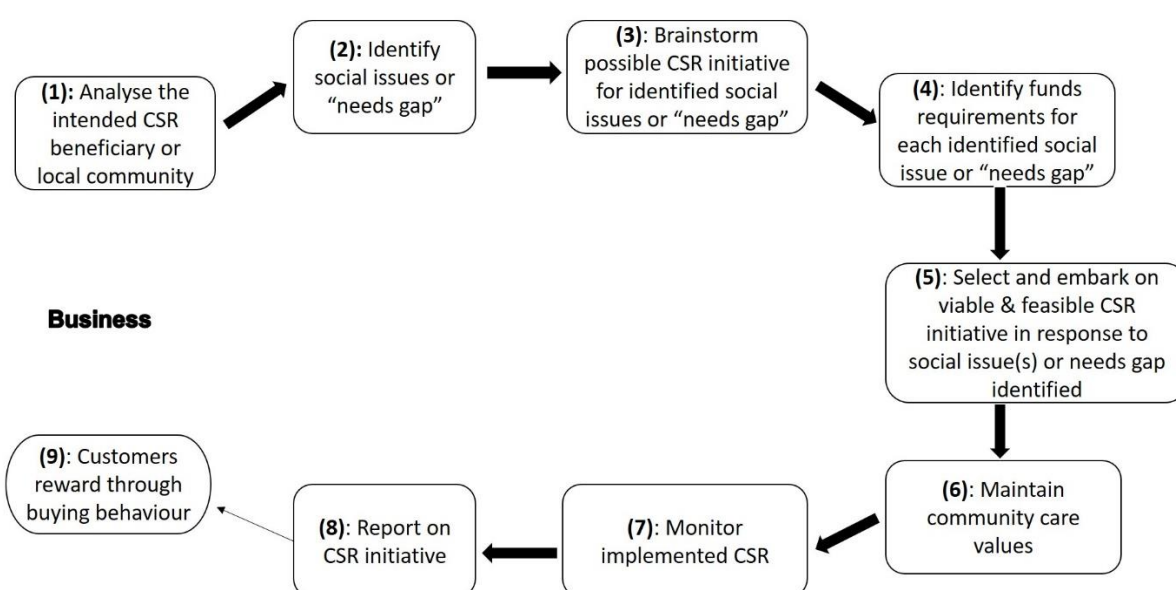 (1): Analyse the
intended CSR
beneficiary or
local community
(2): Identify
social issues or
“needs gap”
(3): Brainstorm
possible CSR initiative
for identified social
issues or “needs gap”
(4): Identify funds
requirements for
each identified social
issue or “needs gap”
(5): Select and embark on
viable & feasible CSR
initiative in response to
social issue(s) or needs gap
identified
Business
(6): Maintain
community care
values
(7): Monitor
implemented CSR
(8): Report on
CSR initiative
(9): Customers
reward through
buying behaviour